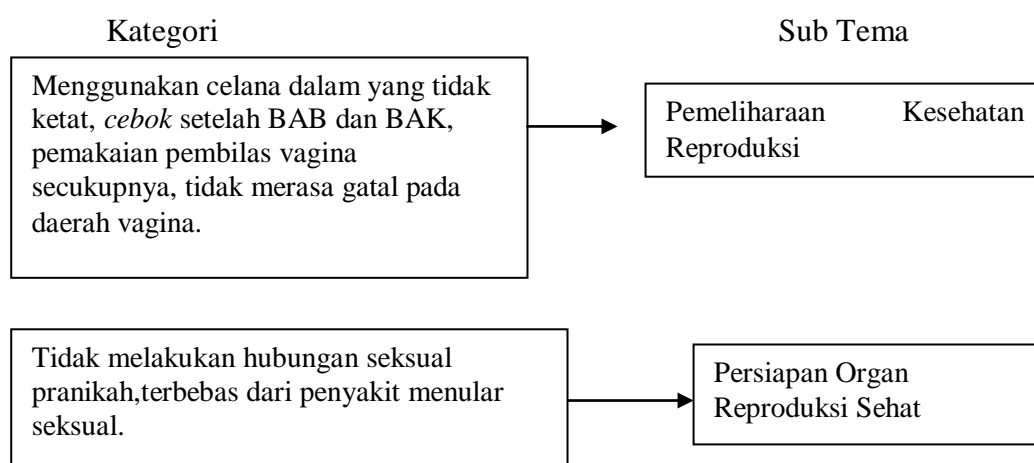 Kategori
Sub Tema
Menggunakan celana dalam yang tidak
ketat, cebok setelah BAB dan BAK,
pemakaian pembilas vagina
secukupnya, tidak merasa gatal pada
daerah vagina.
Pemeliharaan Kesehatan
Reproduksi
Tidak melakukan hubungan seksual
pranikah,terbebas dari penyakit menular
seksual.
Persiapan Organ
Reproduksi Sehat